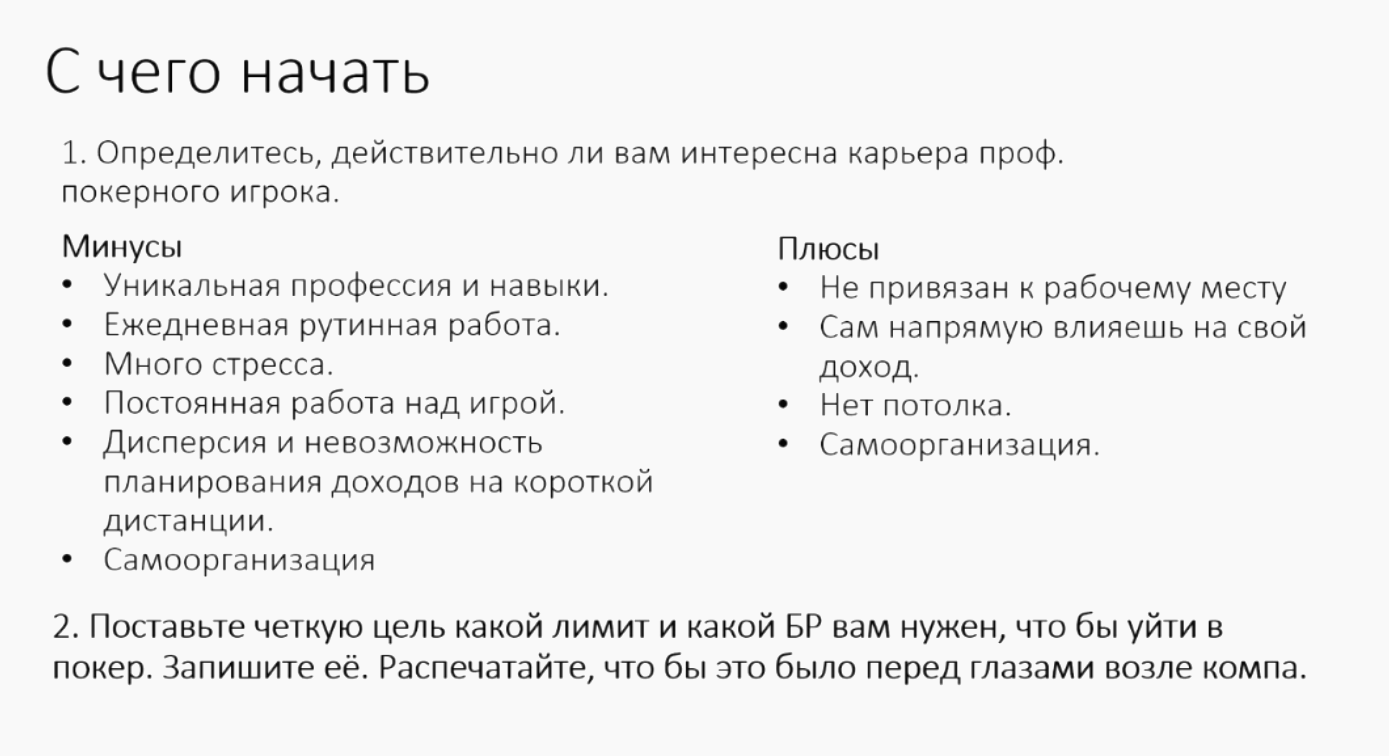 С чего начать
1. Определитесь, действительно ли вам интересна карьера проф.
покерного игрока.
Минусы
• Уникальная профессия и навыки.
• Ежедневная рутинная работа.
• Много стресса.
• Постоянная работа над игрой.
• Дисперсия и невозможность
планирования доходов на короткой
дистанции.
• Самоорганизация
Плюсы
• Не привязан к рабочему месту
• Сам напрямую влияешь на свой
доход.
• Нет потолка.
• Самоорганизация.
2. Поставьте четкую цель какой лимит и какой БР вам нужен, что бы уйти в
покер. Запишите её. Распечатайте, что бы это было перед глазами возле компа.